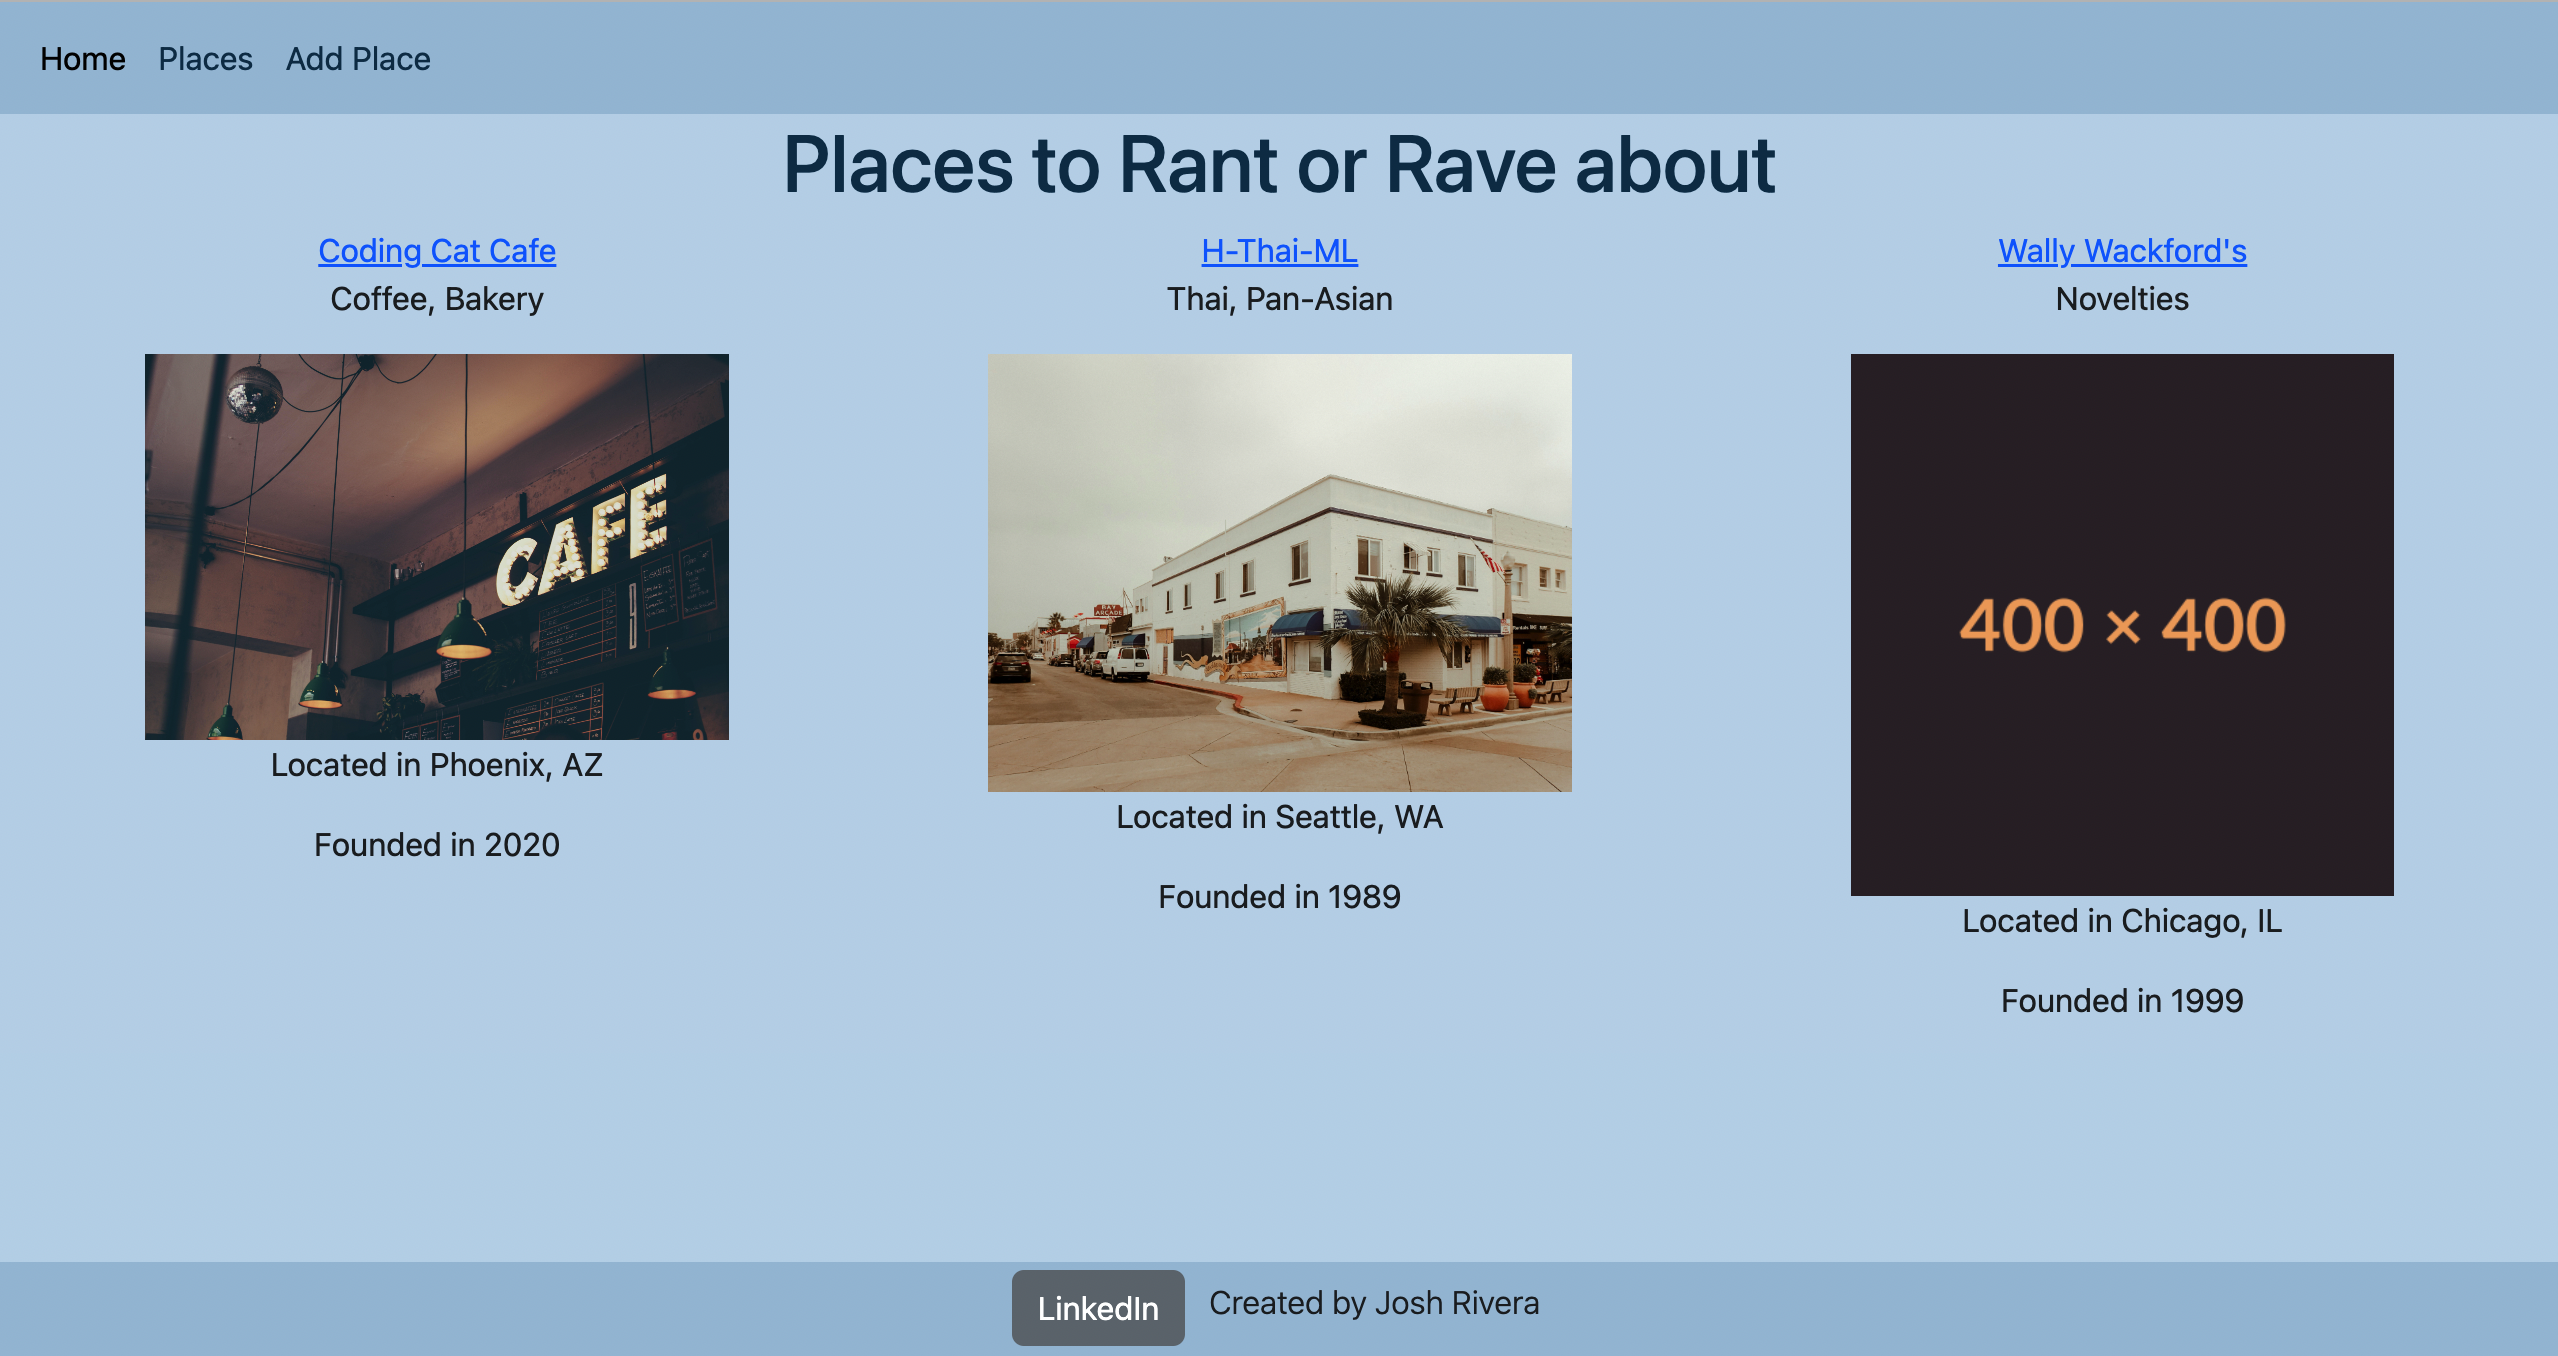 Home Places Add Place
Places to Rant or Rave about
Coding Cat Cafe
Coffee, Bakery
CAFE
Located in Phoenix, AZ
Founded in 2020
H-Thai-ML
Thai, Pan-Asian
BAY
ARCADE
Located in Seattle, WA
Founded in 1989
Wally Wackford's
Novelties
400 × 400
Located in Chicago, IL
Founded in 1999
LinkedIn Created by Josh Rivera